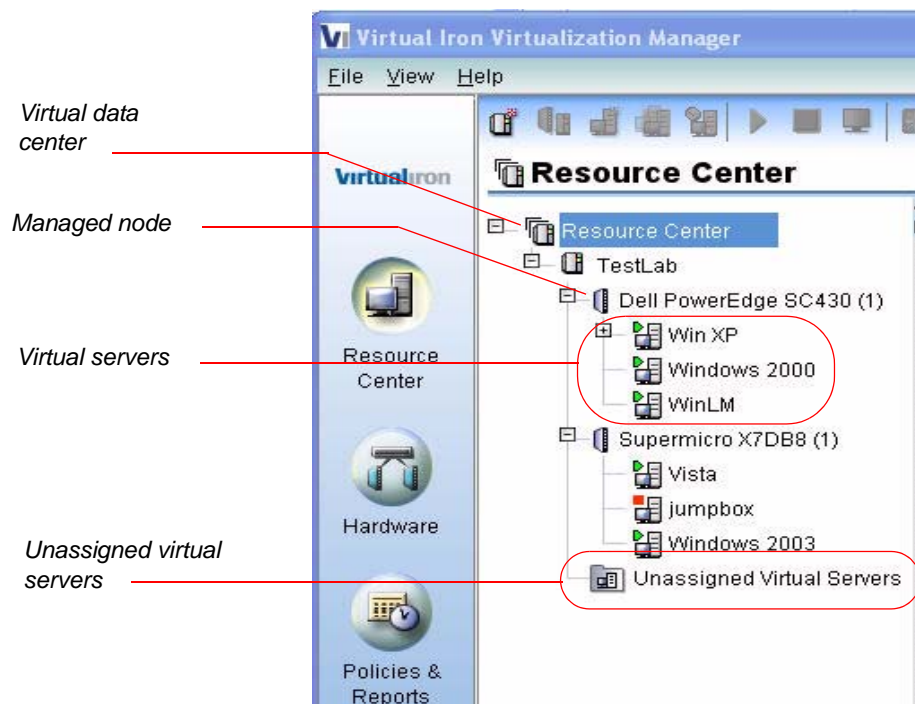 Virtual Iron Virtualization Manager
File View Help
Virtual data
center
VırtualIron
Resource Center
Managed node
Resource Center
TestLab
Dell PowerEdge SC430 (1)
Virtual servers
Win XP
Windows 2000
WinLM
Resource
Center
Supermicro X7DB8 (1)
Vista
jumpbox
Windows 2003
Hardware
Unassigned virtual
servers
Unassigned Virtual Servers
Policies &
Reports